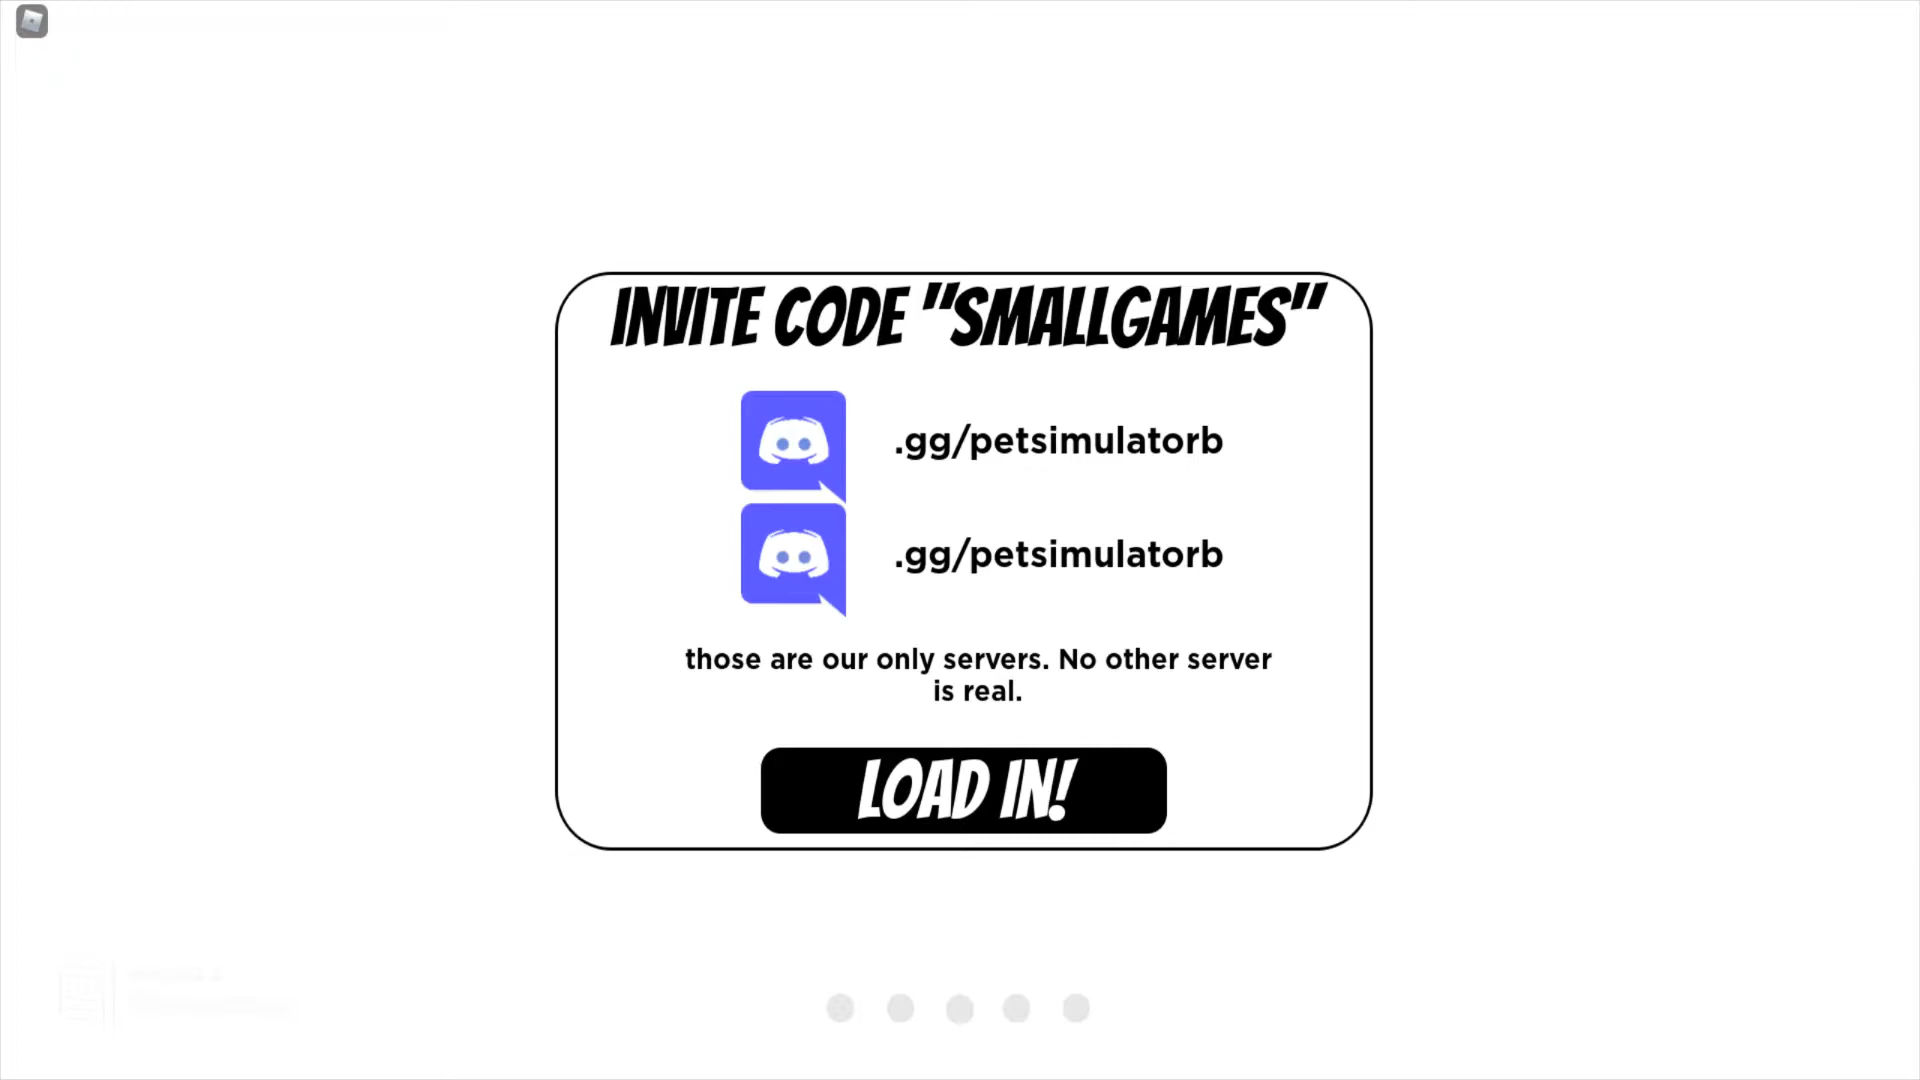 INVITE CODE "SMALLGAMES"
.gg/petsimulatorb
.gg/petsimulatorb
those are our only servers. No other server
is real.
LOAD IN!